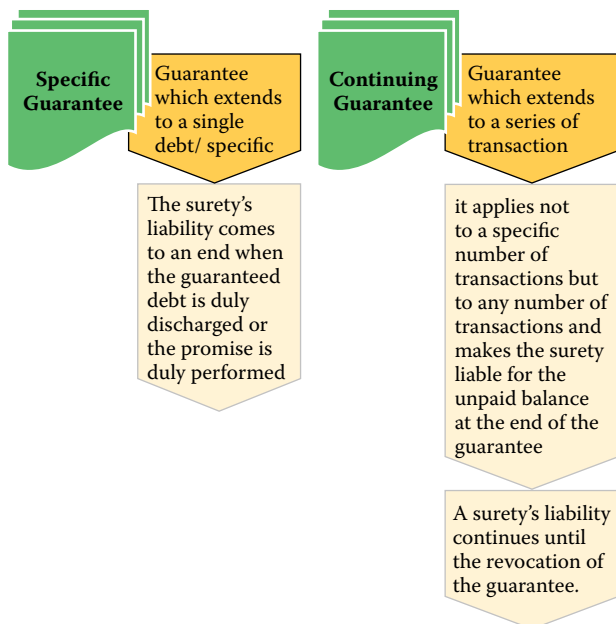 Specific
Guarantee
Guarantee
which extends
to a single
debt/ specific
The surety's
liability comes
to an end when
the guaranteed
debt is duly
discharged or
the promise is
duly performed
Continuing
Guarantee
Guarantee
which extends
to a series of
transaction
it applies not
to a specific
number of
transactions but
to any number of
transactions and
makes the surety
liable for the
unpaid balance
at the end of the
guarantee
A surety's liability
continues until
the revocation of
the guarantee.